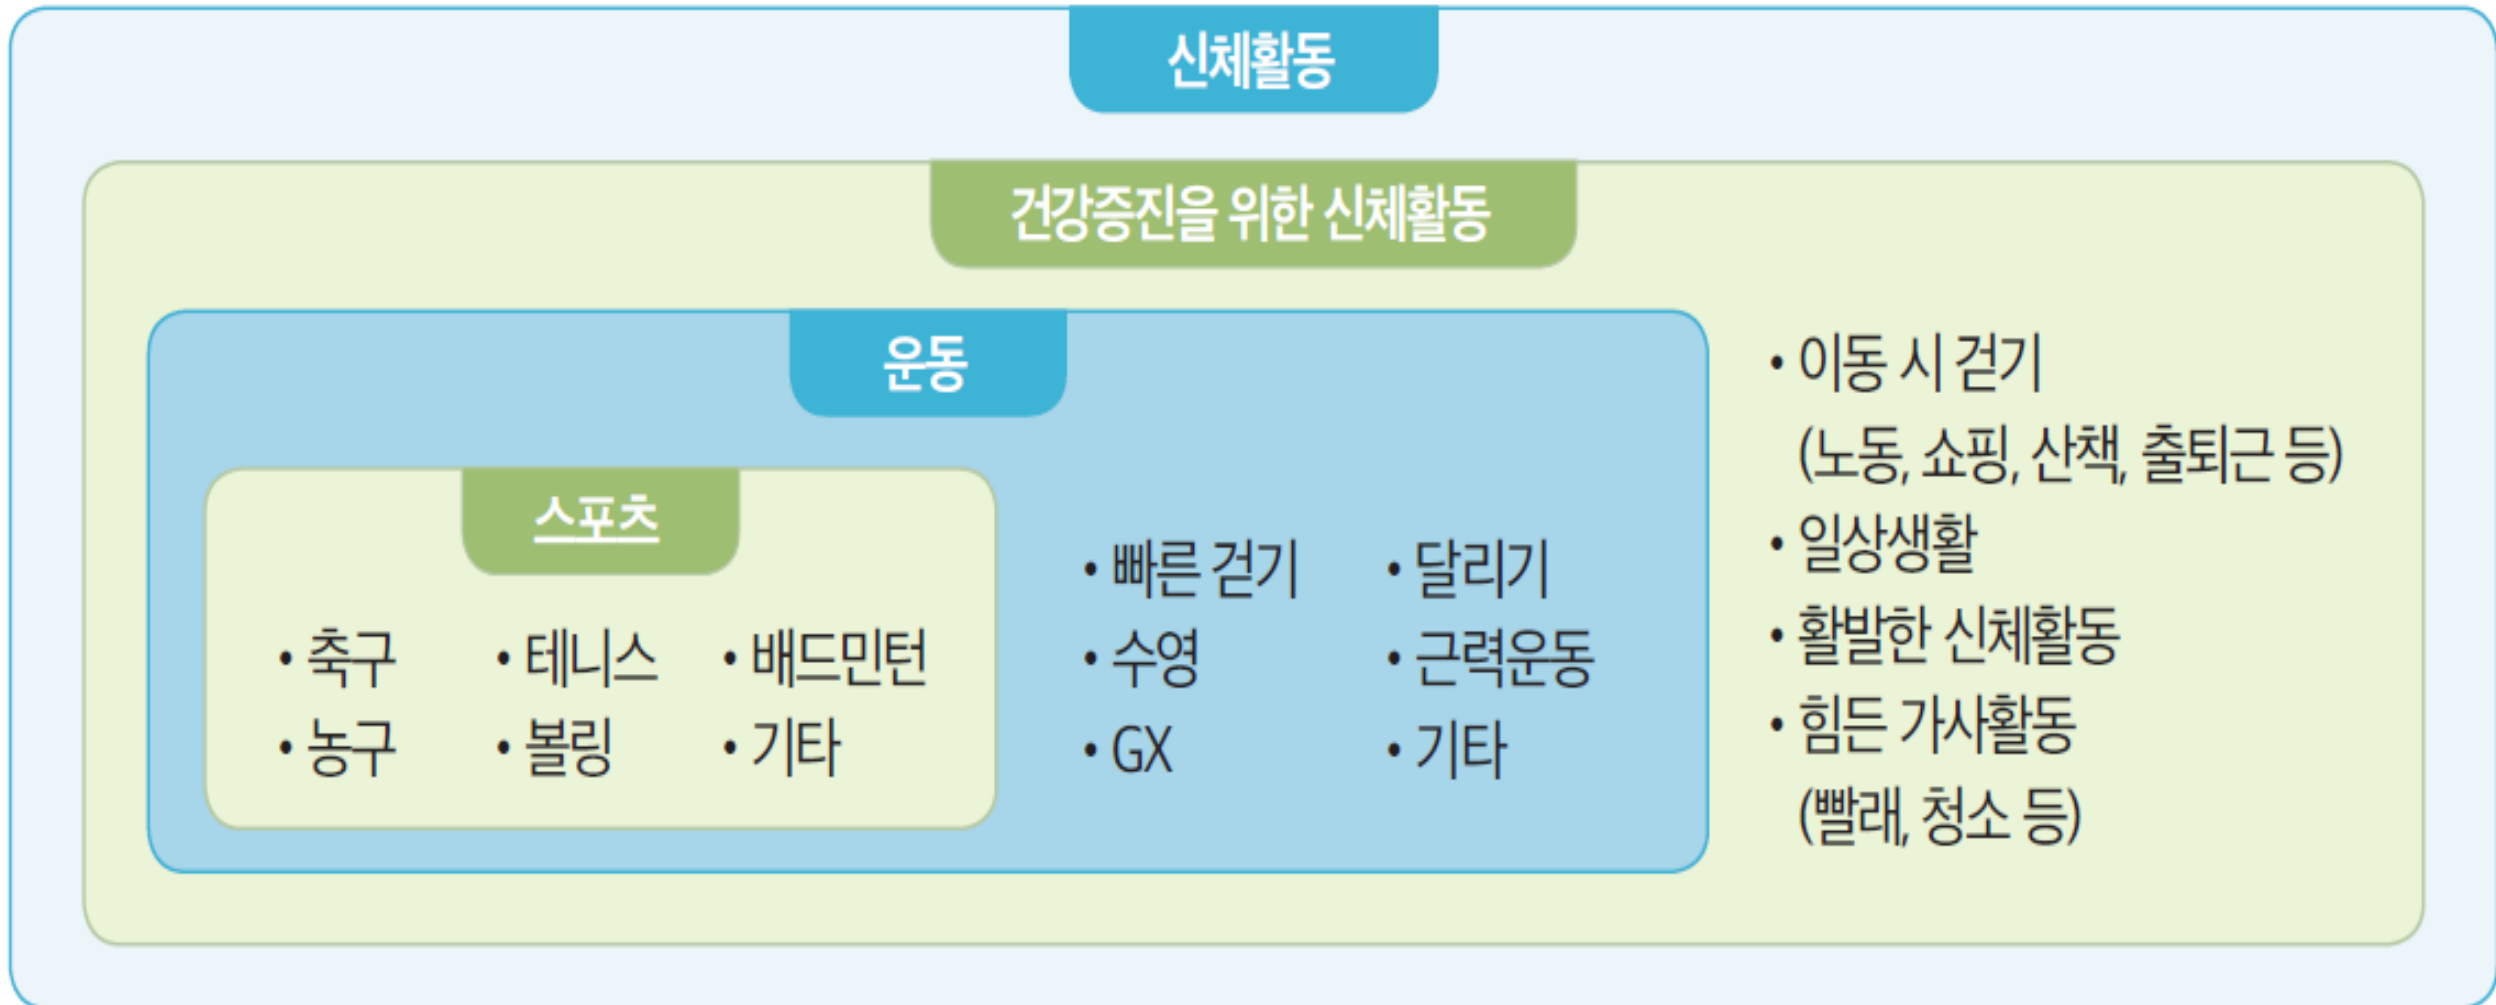 신체활동
건강증진을 위한 신체활동
운동
스포츠
• 축구 • 테니스 • 배드민턴
• 농구 • 볼링 • 기타
• 빠른 걷기 • 달리기
• 수영 • 근력운동
• GX • 기타
• 이동 시 걷기
(노동, 쇼핑, 산책, 출퇴근 등)
• 일상생활
• 활발한 신체활동
• 힘든 가사활동
(빨래, 청소 등)